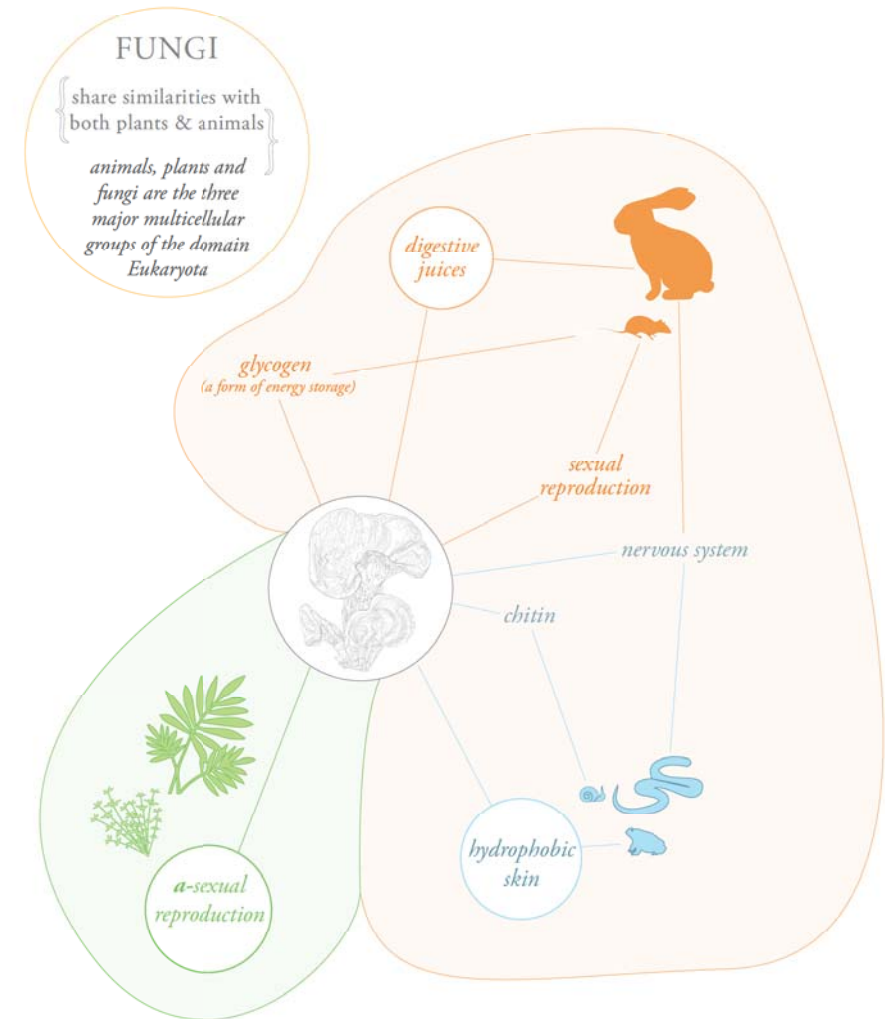 FUNGI
share similarities with
both plants & animals
animals, plants and
fungi are the three
major multicellular
groups of the domain
Eukaryota
digestive
juices
glycogen
(a form of energy storage)
sexual
reproduction
nervous system
chitin
hydrophobic
skin
a-sexual
reproduction